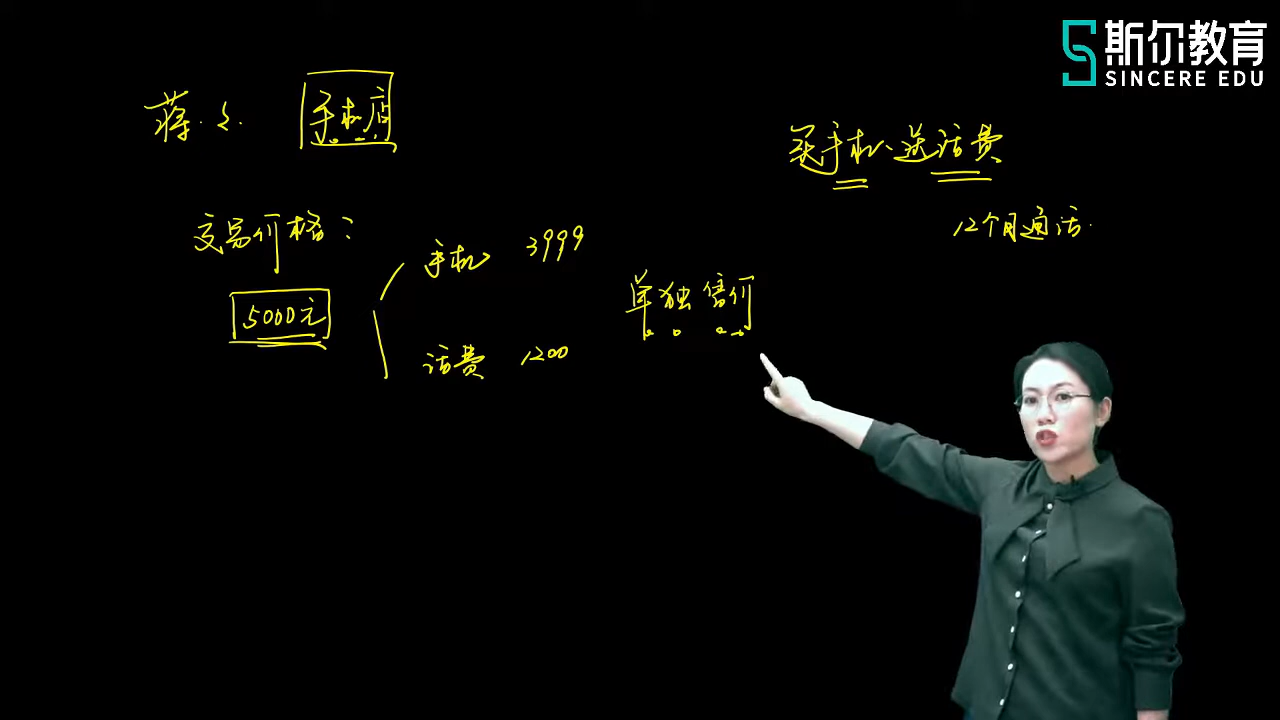 斯尔教育
SINCERE EDU
蒋.
手机店
买手机、送话费
12个月通话
交易价格：
手机 3999
单独售价
5000元
话费 1200